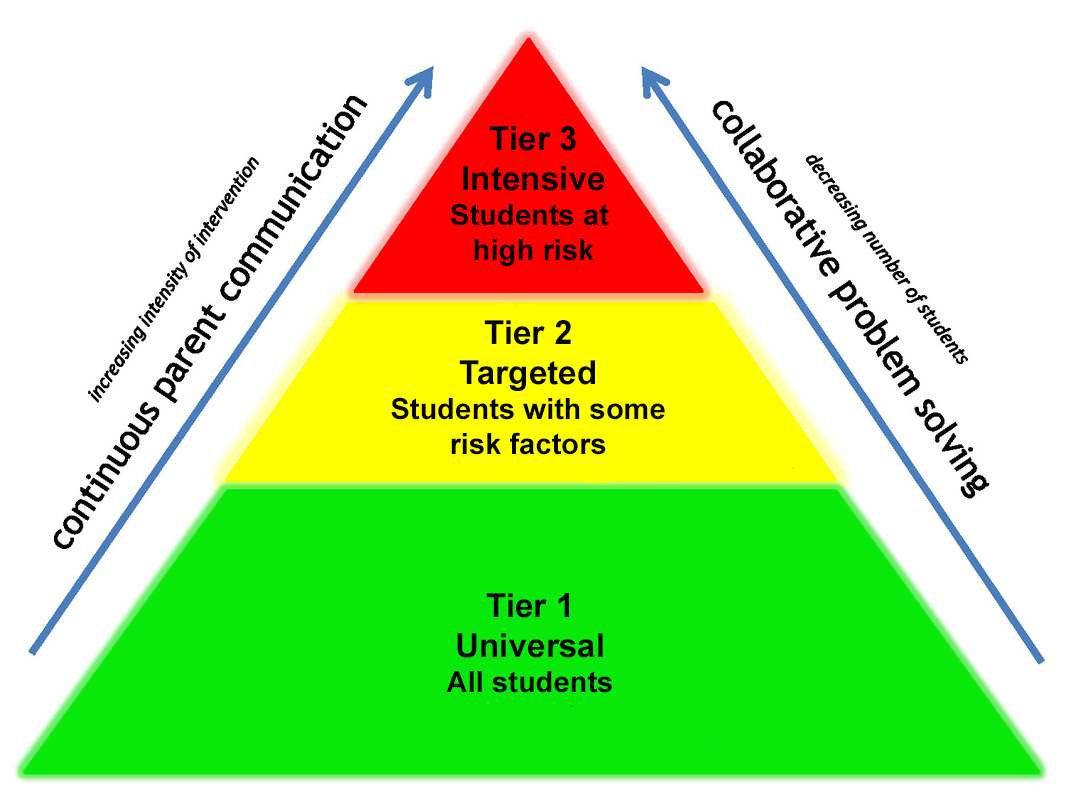 continuous parent communication
increasing intensity of intervention
collaborative problem solving
decreasing number of students
Tier 3
Intensive
Students at
high risk
Tier 2
Targeted
Students with some
risk factors
Tier 1
Universal
All students